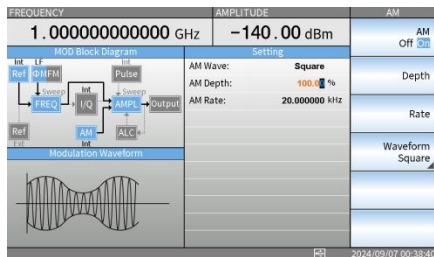 FREQUENCY AMPLITUDE AM
1.000000000000 GHz -140.00 dBm
AM
Off On
MOD Block Diagram
Setting
Int LF Int
Ref ΦMFM Pulse
Sweep Int Sweep
FREQ I/Q AMPL Output
Ref AM ALC
Ext Int
Modulation Waveform
AM Wave: Square
AM Depth: 100.0 %
AM Rate: 20.000000 kHz
Depth
Rate
Waveform
Square
2024/09/07 00:38:40